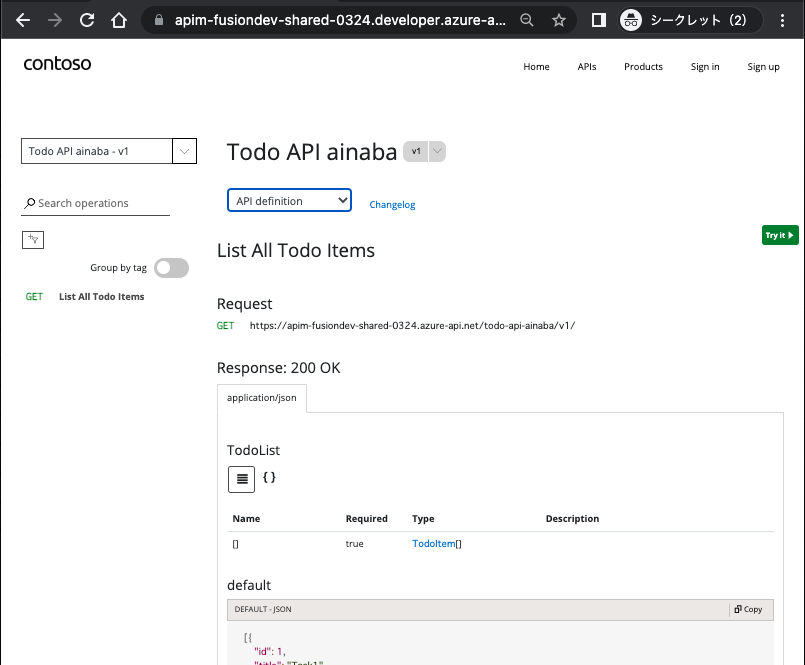 apim-fusiondev-shared-0324.developer.azure-a...
シークレット (2)
contoso
Home APIs Products Sign in Sign up
Todo API ainaba - v1
Todo API ainaba v1
API definition
Changelog
Search operations
Try it
List All Todo Items
Group by tag
GET List All Todo Items
Request
GET https://apim-fusiondev-shared-0324.azure-api.net/todo-api-ainaba/v1/
Response: 200 OK
application/json
TodoList
{ }
Name Required Type Description
[] true TodoItem[]
default
DEFAULT - JSON Copy
[{
"id": 1,
"title": "Task1"